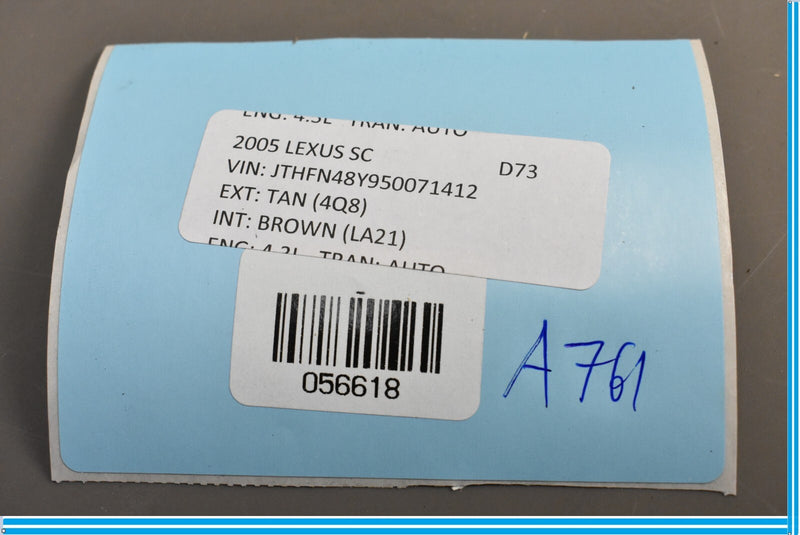 ENG: 4.3L TRAN: AUTO
2005 LEXUS SC D73
VIN: JTHFN48Y950071412
EXT: TAN (4Q8)
INT: BROWN (LA21)
ENG: 4.3L TRAN: AUTO
056618
A761